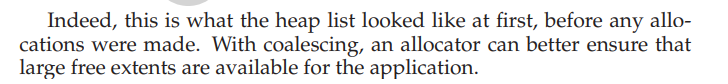 Indeed, this is what the heap list looked like at first, before any allo-
cations were made. With coalescing, an allocator can better ensure that
large free extents are available for the application.